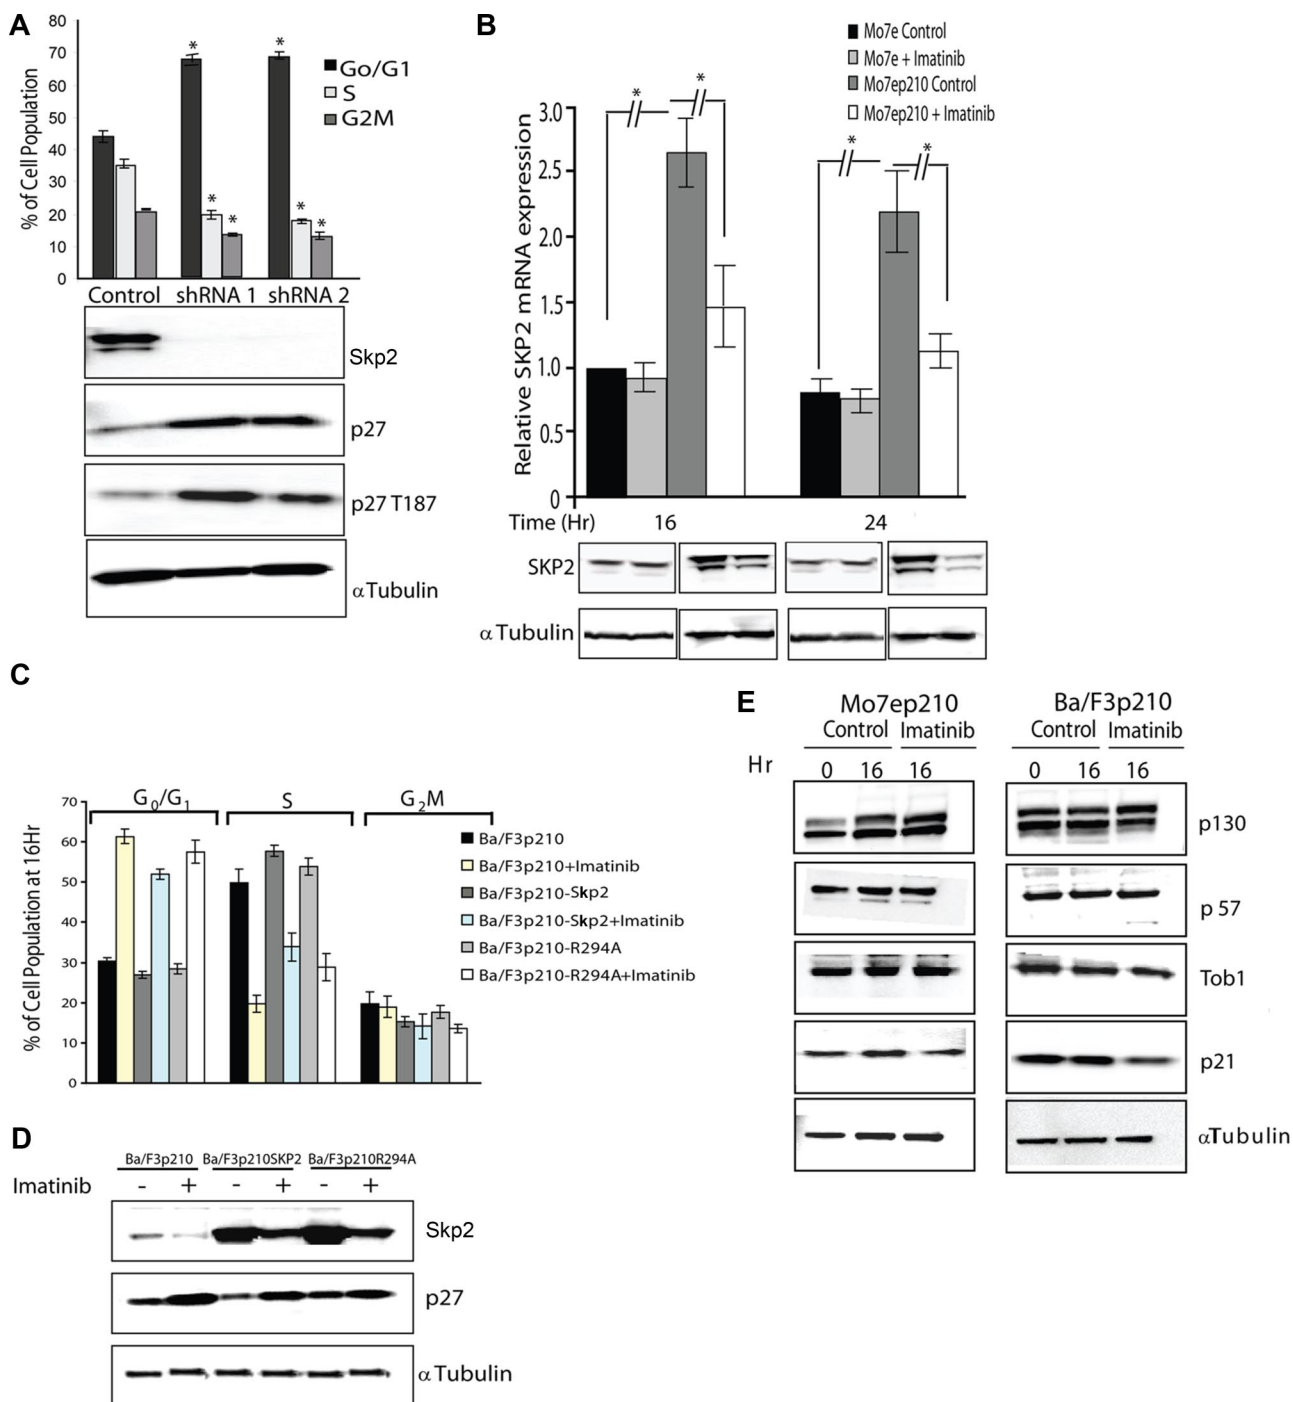 A
80
70
60
50
40
30
20
10
0
% of Cell Population
* * * * * *
Go/G1
S
G2M
Control shRNA 1 shRNA 2
Skp2
p27
p27 T187
αTubulin
B
Mo7e Control
Mo7e + Imatinib
Mo7ep210 Control
Mo7ep210 + Imatinib
* * * *
3.0
2.5
2.0
1.5
1.0
0.5
0
Relative SKP2 mRNA expression
Time (Hr) 16 24
SKP2
α Tubulin
C
70
60
50
40
30
20
10
0
% of Cell Population at 16Hr
G0/G1 S G2M
Ba/F3p210
Ba/F3p210+Imatinib
Ba/F3p210-Skp2
Ba/F3p210-Skp2+Imatinib
Ba/F3p210-R294A
Ba/F3p210-R294A+Imatinib
D
Ba/F3p210 Ba/F3p210SKP2 Ba/F3p210R294A
Imatinib - + - + - +
Skp2
p27
α Tubulin
E
Mo7ep210 Ba/F3p210
Control Imatinib Control Imatinib
Hr 0 16 16 0 16 16
p130
p 57
Tob1
p21
αTubulin